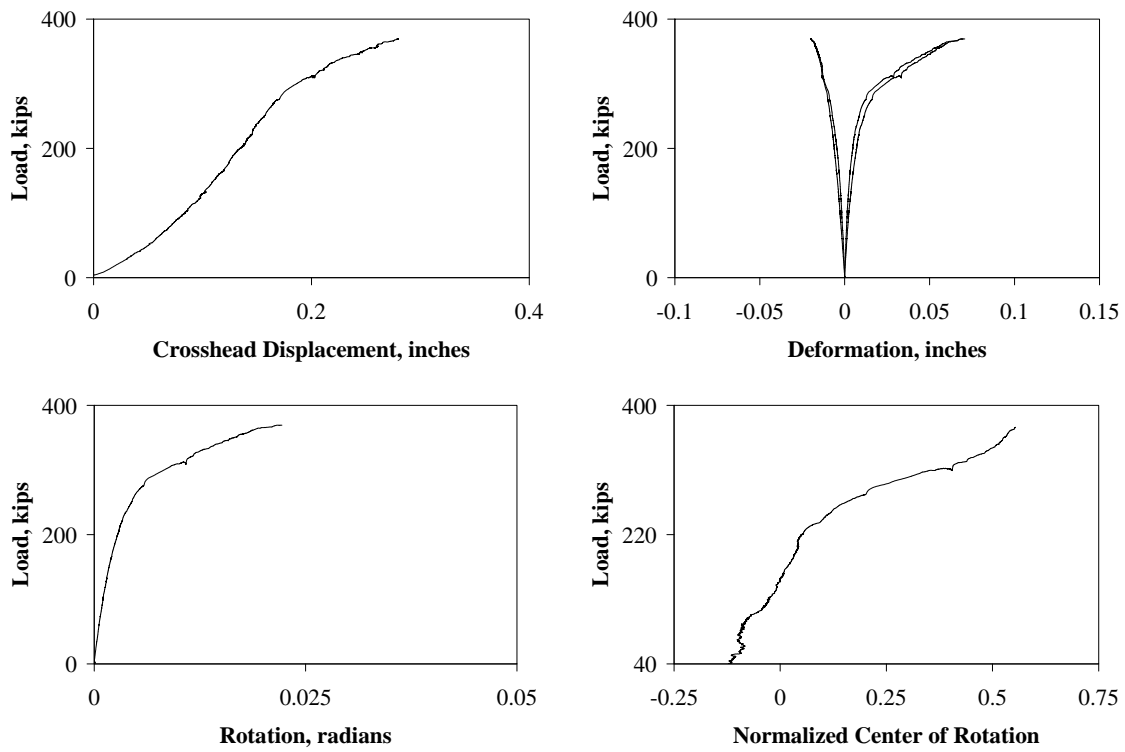 400
200
0
0 0.2 0.4
Load, kips
Crosshead Displacement, inches
400
200
0
-0.1 -0.05 0 0.05 0.1 0.15
Load, kips
Deformation, inches
400
200
0
0 0.025 0.05
Load, kips
Rotation, radians
400
220
40
-0.25 0 0.25 0.5 0.75
Load, kips
Normalized Center of Rotation